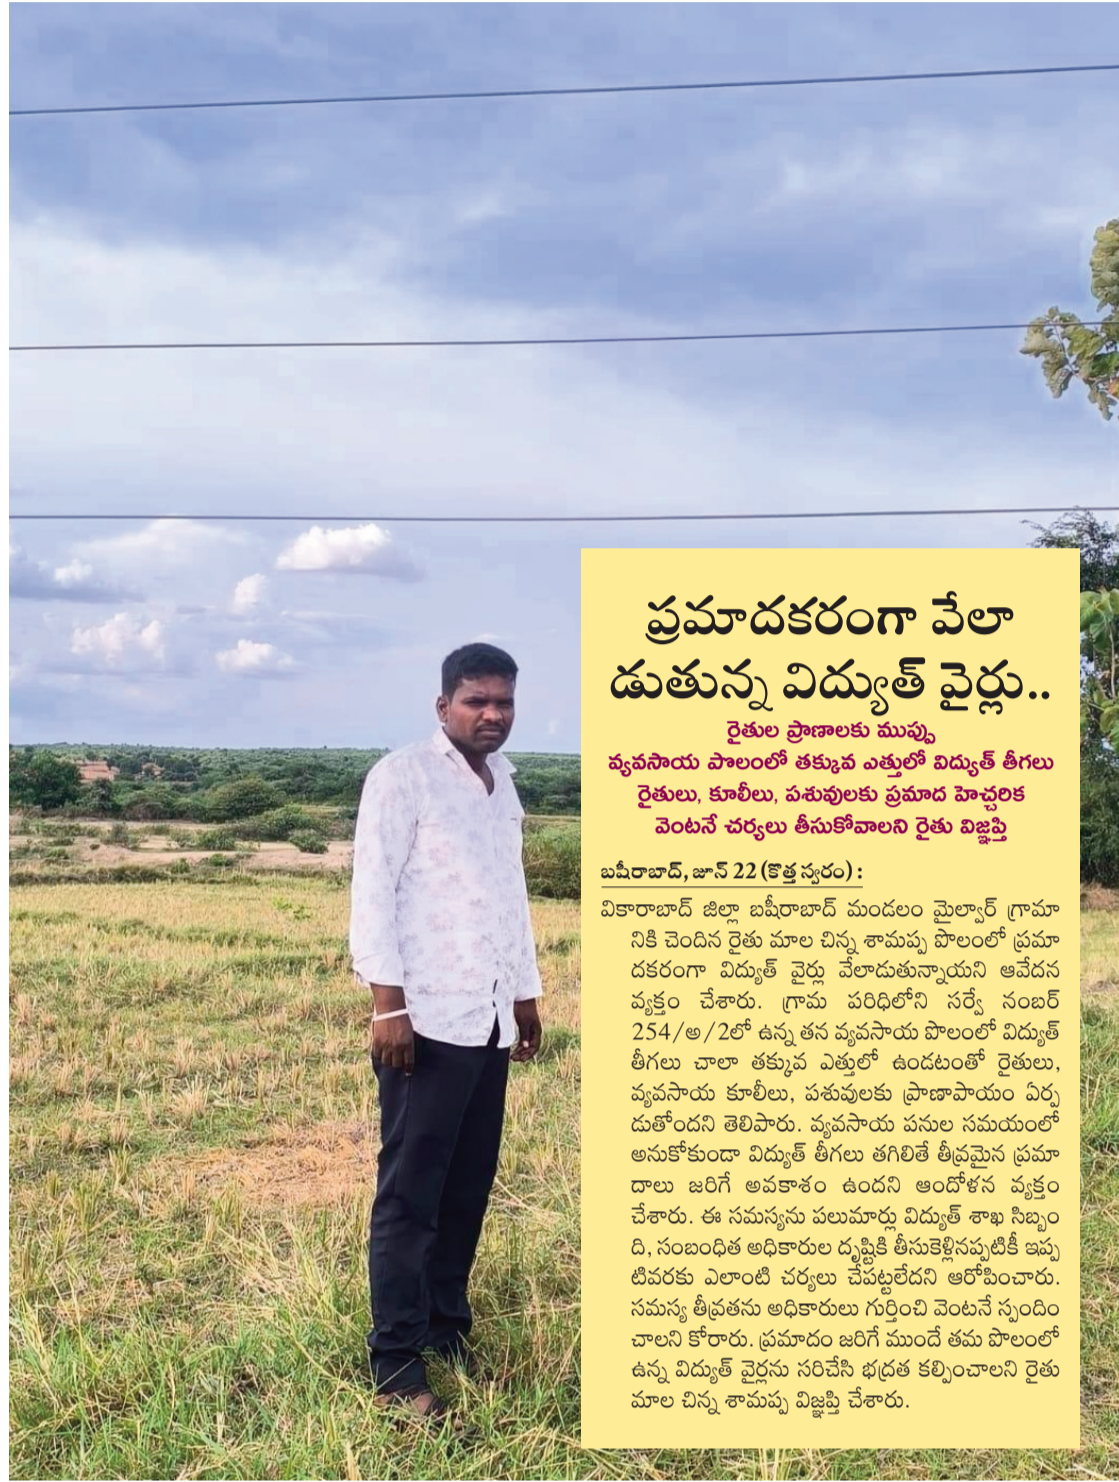 ప్రమాదకరంగా వేలా
డుతున్న విద్యుత్ వైర్లు..
రైతుల ప్రాణాలకు ముప్పు
వ్యవసాయ పొలంలో తక్కువ ఎత్తులో విద్యుత్ తీగలు
రైతులు, కూలీలు, పశువులకు ప్రమాద హెచ్చరిక
వెంటనే చర్యలు తీసుకోవాలని రైతు విజ్ఞప్తి
బషీరాబాద్, జూన్ 22 (కొత్త స్వరం) :
వికారాబాద్ జిల్లా బషీరాబాద్ మండలం మైల్వార్ గ్రామా
నికి చెందిన రైతు మాల చిన్న శామప్ప పొలంలో ప్రమా
దకరంగా విద్యుత్ వైర్లు వేలాడుతున్నాయని ఆవేదన
వ్యక్తం చేశారు. గ్రామ పరిధిలోని సర్వే నంబర్
254/అ/2లో ఉన్న తన వ్యవసాయ పొలంలో విద్యుత్
తీగలు చాలా తక్కువ ఎత్తులో ఉండటంతో రైతులు,
వ్యవసాయ కూలీలు, పశువులకు ప్రాణాపాయం ఏర్ప
డుతోందని తెలిపారు. వ్యవసాయ పనుల సమయంలో
అనుకోకుండా విద్యుత్ తీగలు తగిలితే తీవ్రమైన ప్రమా
దాలు జరిగే అవకాశం ఉందని ఆందోళన వ్యక్తం
చేశారు. ఈ సమస్యను పలుమార్లు విద్యుత్ శాఖ సిబ్బం
ది, సంబంధిత అధికారుల దృష్టికి తీసుకెళ్లినప్పటికీ ఇప్ప
టివరకు ఎలాంటి చర్యలు చేపట్టలేదని ఆరోపించారు.
సమస్య తీవ్రతను అధికారులు గుర్తించి వెంటనే స్పందిం
చాలని కోరారు. ప్రమాదం జరిగే ముందే తమ పొలంలో
ఉన్న విద్యుత్ వైర్లను సరిచేసి భద్రత కల్పించాలని రైతు
మాల చిన్న శామప్ప విజ్ఞప్తి చేశారు.